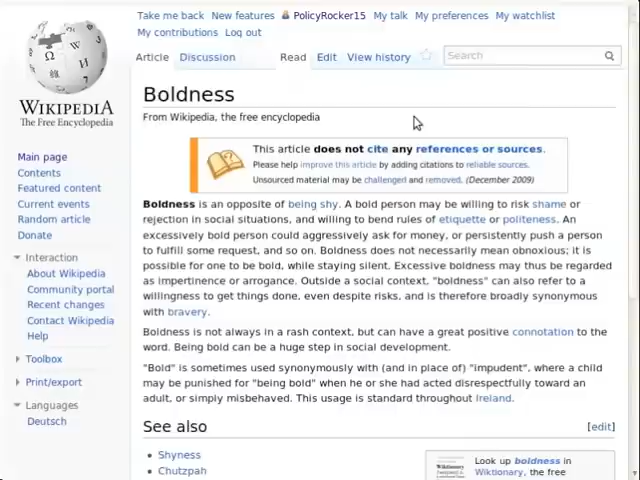 Take me back New features PolicyRocker15 My talk My preferences My watchlist
My contributions Log out
Article Discussion Read Edit View history Search
WIKIPEDIA
The Free Encyclopedia
Main page
Contents
Featured content
Current events
Random article
Donate
Interaction
About Wikipedia
Community portal
Recent changes
Contact Wikipedia
Help
Toolbox
Print/export
Languages
Deutsch
Boldness
From Wikipedia, the free encyclopedia
This article does not cite any references or sources.
Please help improve this article by adding citations to reliable sources.
Unsourced material may be challenged and removed. (December 2009)
Boldness is an opposite of being shy. A bold person may be willing to risk shame or
rejection in social situations, and willing to bend rules of etiquette or politeness. An
excessively bold person could aggressively ask for money, or persistently push a person
to fulfill some request, and so on. Boldness does not necessarily mean obnoxious; it is
possible for one to be bold, while staying silent. Excessive boldness may thus be regarded
as impertinence or arrogance. Outside a social context, "boldness" can also refer to a
willingness to get things done, even despite risks, and is therefore broadly synonymous
with bravery.
Boldness is not always in a rash context, but can have a great positive connotation to the
word. Being bold can be a huge step in social development.
"Bold" is sometimes used synonymously with (and in place of) "impudent", where a child
may be punished for "being bold" when he or she had acted disrespectfully toward an
adult, or simply misbehaved. This usage is standard throughout Ireland.
See also [edit]
Shyness
Chutzpah
Look up boldness in
Wiktionary, the free